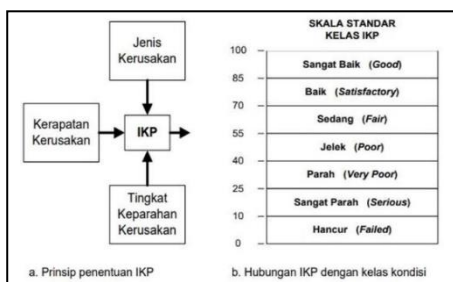 Jenis
Kerusakan
Kerapatan
Kerusakan
IKP
Tingkat
Keparahan
Kerusakan
a. Prinsip penentuan IKP
SKALA STANDAR
KELAS IKP
100
Sangat Baik (Good)
85
Baik (Satisfactory)
70
Sedang (Fair)
55
Jelek (Poor)
40
Parah (Very Poor)
25
Sangat Parah (Serious)
10
Hancur (Failed)
0
b. Hubungan IKP dengan kelas kondisi